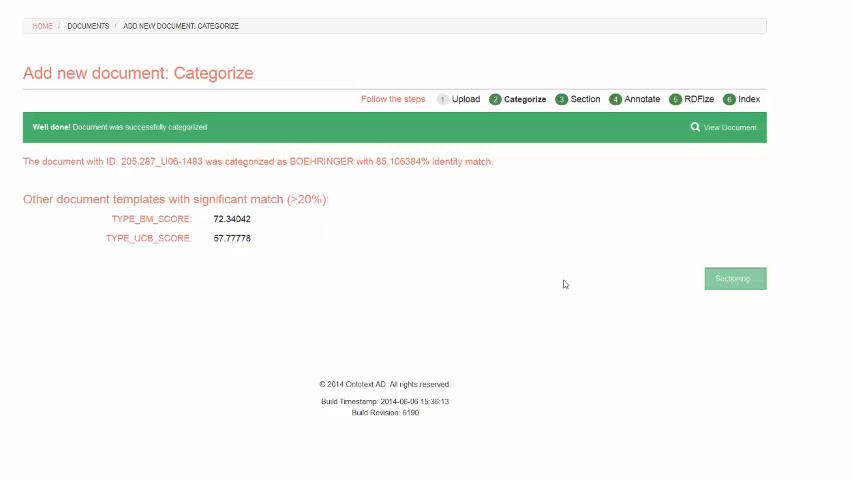 HOME / DOCUMENTS / ADD NEW DOCUMENT: CATEGORIZE
Add new document: Categorize
Follow the steps 1 Upload 2 Categorize 3 Section 4 Annotate 5 RDFize 6 Index
Well done! Document was successfully categorized View Document
The document with ID: 205.287_U06-1483 was categorized as BOEHRINGER with 85.106384% identity match.
Other document templates with significant match (>20%):
TYPE_BM_SCORE: 72.34042
TYPE_UCB_SCORE: 57.77778
Sectioning
© 2014 Ontotext AD. All rights reserved.
Build Timestamp: 2014-06-06 15:36:13
Build Revision: 6190